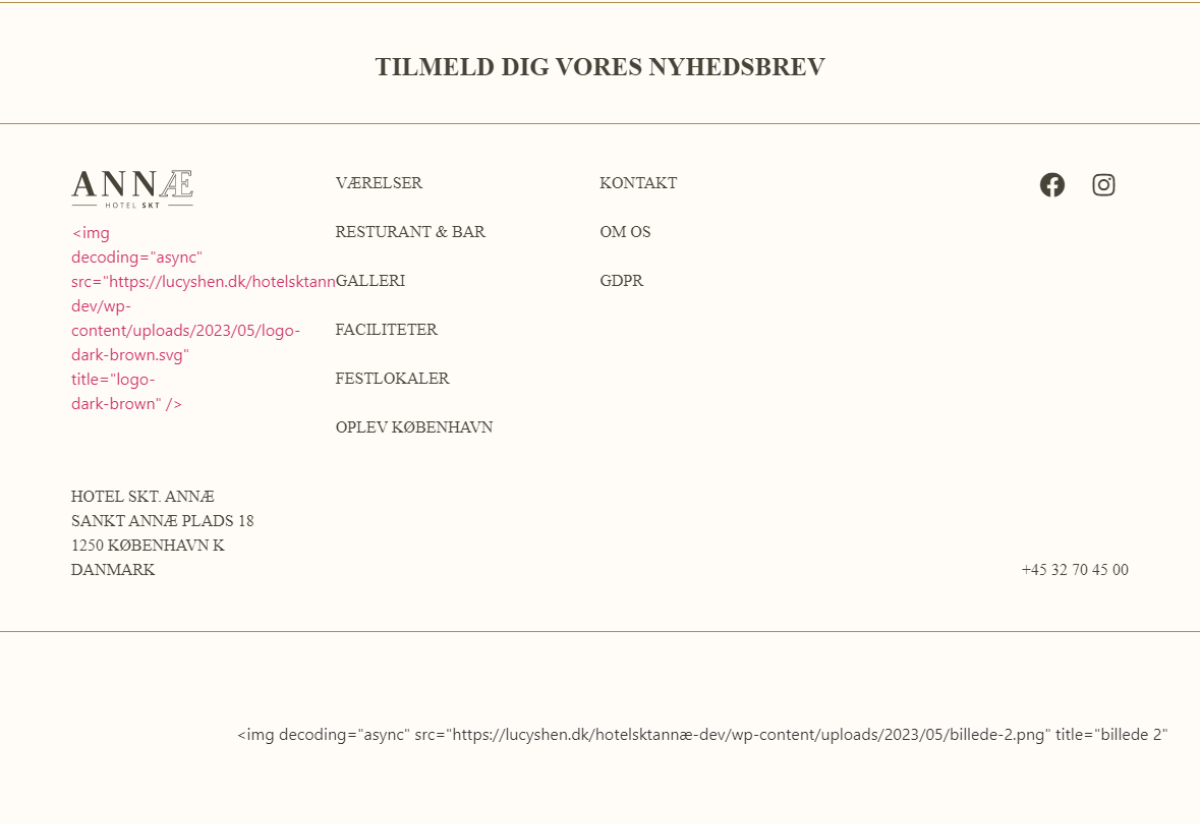 TILMELD DIG VORES NYHEDSBREV
ANNÆ
HOTEL SKT
<img
decoding="async"
src="https://lucyshen.dk/hotelsktann
dev/wp-
content/uploads/2023/05/logo-
dark-brown.svg"
title="logo-
dark-brown" />
VÆRELSER
RESTURANT & BAR
GALLERI
FACILITETER
FESTLOKALER
OPLEV KØBENHAVN
KONTAKT
OM OS
GDPR
HOTEL SKT. ANNÆ
SANKT ANNÆ PLADS 18
1250 KØBENHAVN K
DANMARK
+45 32 70 45 00
<img decoding="async" src="https://lucyshen.dk/hotelsktannæ-dev/wp-content/uploads/2023/05/billede-2.png" title="billede 2"